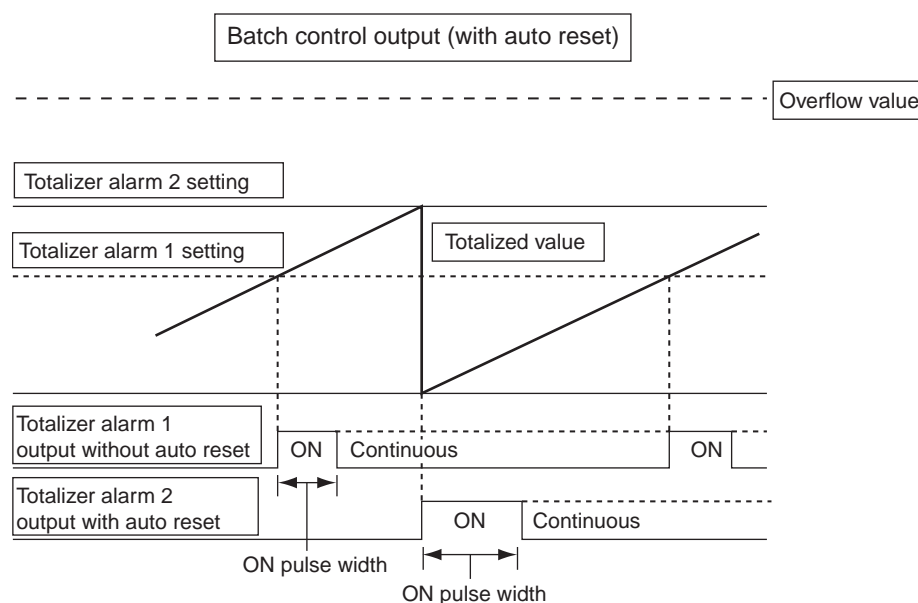 Batch control output (with auto reset)
Overflow value
Totalizer alarm 2 setting
Totalizer alarm 1 setting
Totalized value
Totalizer alarm 1
output without auto reset
ON
Continuous
ON
Totalizer alarm 2
output with auto reset
ON
Continuous
ON pulse width
ON pulse width